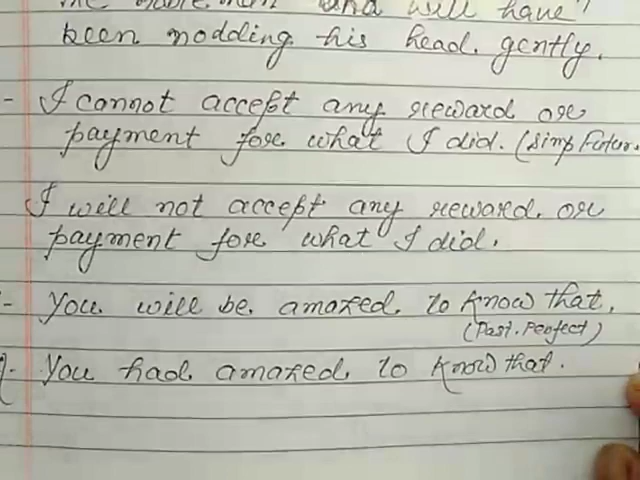 will have
been nodding his head. gently.
- I cannot accept any reward or
payment for what I did. (Simp Futur.
I will not accept any reward. or
payment for what I did.
- You will be amazed. to know that.
(Past. Perfect)
You had amazed to know that.